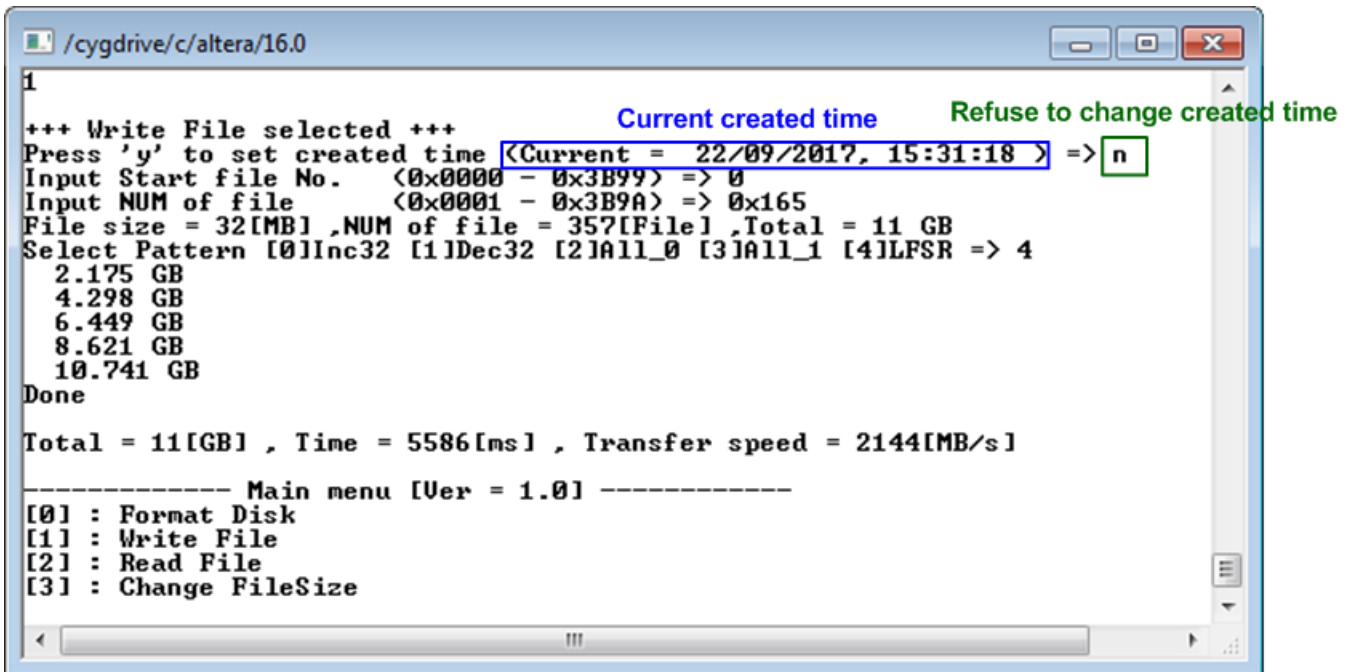 /cygdrive/c/altera/16.0
1
Current created time
Refuse to change created time
+++ Write File selected +++
Press 'y' to set created time (Current =  22/09/2017, 15:31:18 ) => n
Input Start file No.   (0x0000 - 0x3B99) => 0
Input NUM of file      (0x0001 - 0x3B9A) => 0x165
File size = 32[MB] ,NUM of file = 357[File] ,Total = 11 GB
Select Pattern [0]Inc32 [1]Dec32 [2]All_0 [3]All_1 [4]LFSR => 4
2.175 GB
4.298 GB
6.449 GB
8.621 GB
10.741 GB
Done
Total = 11[GB] , Time = 5586[ms] , Transfer speed = 2144[MB/s]
------------- Main menu [Ver = 1.0] ------------
[0] : Format Disk
[1] : Write File
[2] : Read File
[3] : Change FileSize